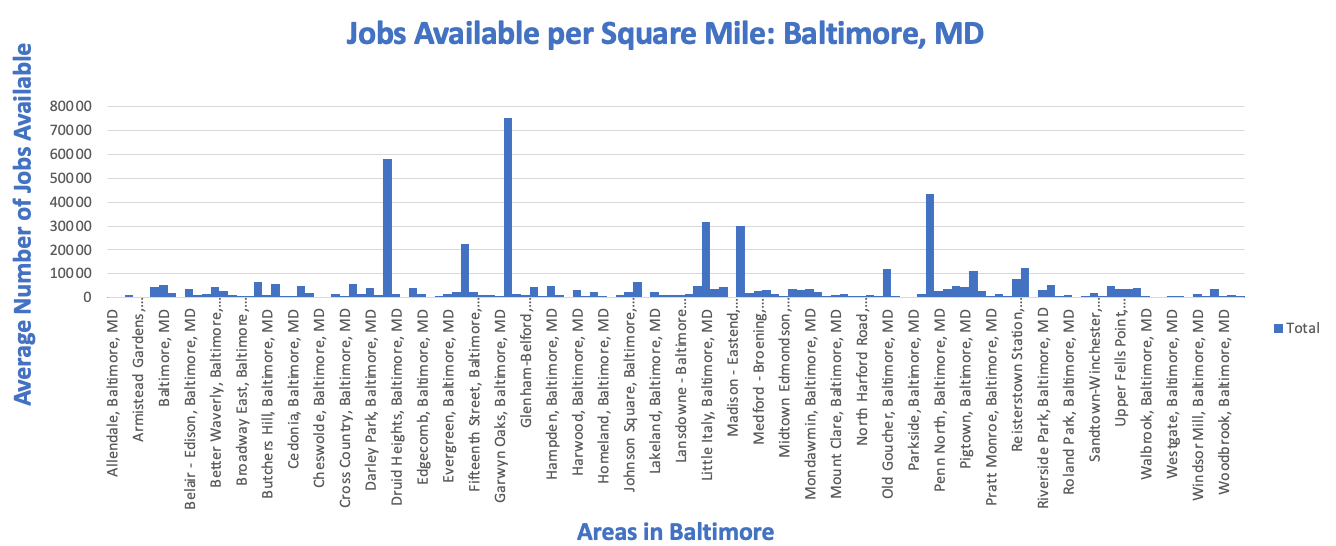 Jobs Available per Square Mile: Baltimore, MD
Average Number of Jobs Available
80000
70000
60000
50000
40000
30000
20000
10000
0
Allendale, Baltimore, MD
Armistead Gardens,…
Baltimore, MD
Belair - Edison, Baltimore, MD
Better Waverly, Baltimore,…
Broadway East, Baltimore,…
Butchers Hill, Baltimore, MD
Cedonia, Baltimore, MD
Cheswolde, Baltimore, MD
Cross Country, Baltimore, MD
Darley Park, Baltimore, MD
Druid Heights, Baltimore, MD
Edgecomb, Baltimore, MD
Evergreen, Baltimore, MD
Fifteenth Street, Baltimore,…
Garwyn Oaks, Baltimore, MD
Glenham-Belford,…
Hampden, Baltimore, MD
Harwood, Baltimore, MD
Homeland, Baltimore, MD
Johnson Square, Baltimore,…
Lakeland, Baltimore, MD
Lansdowne - Baltimore…
Little Italy, Baltimore, MD
Madison - Eastend,…
Medford - Broening,…
Midtown Edmondson,…
Mondawmin, Baltimore, MD
Mount Clare, Baltimore, MD
North Harford Road,…
Old Goucher, Baltimore, MD
Parkside, Baltimore, MD
Penn North, Baltimore, MD
Pigtown, Baltimore, MD
Pratt Monroe, Baltimore, MD
Reisterstown Station,…
Riverside Park, Baltimore, MD
Roland Park, Baltimore, MD
Sandtown-Winchester,…
Upper Fells Point,…
Walbrook, Baltimore, MD
Westgate, Baltimore, MD
Windsor Mill, Baltimore, MD
Woodbrook, Baltimore, MD
Total
Areas in Baltimore